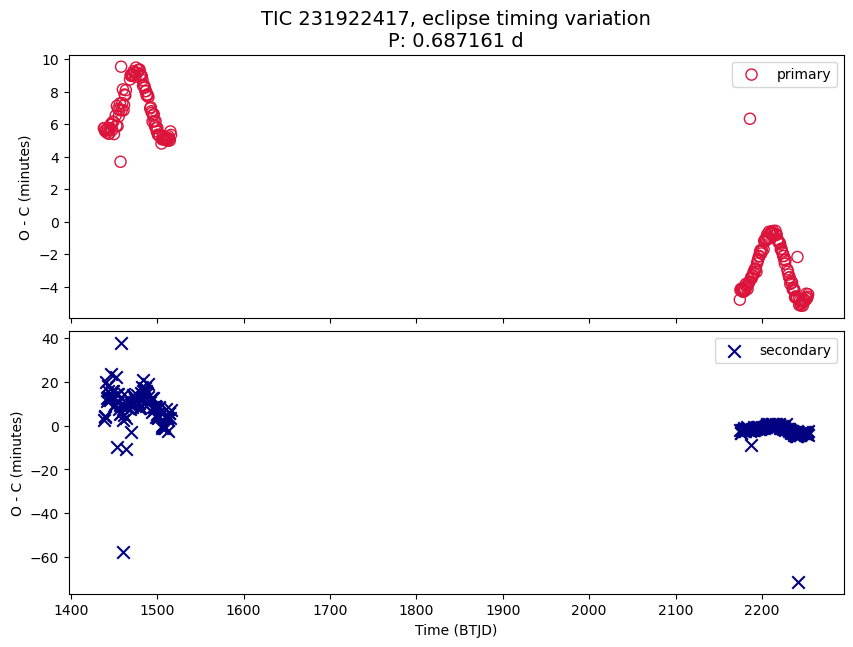 TIC 231922417, eclipse timing variation
P: 0.687161 d
10
8
6
4
2
0
−2
−4
O - C (minutes)
primary
40
20
0
−20
−40
−60
O - C (minutes)
secondary
1400 1500 1600 1700 1800 1900 2000 2100 2200
Time (BTJD)